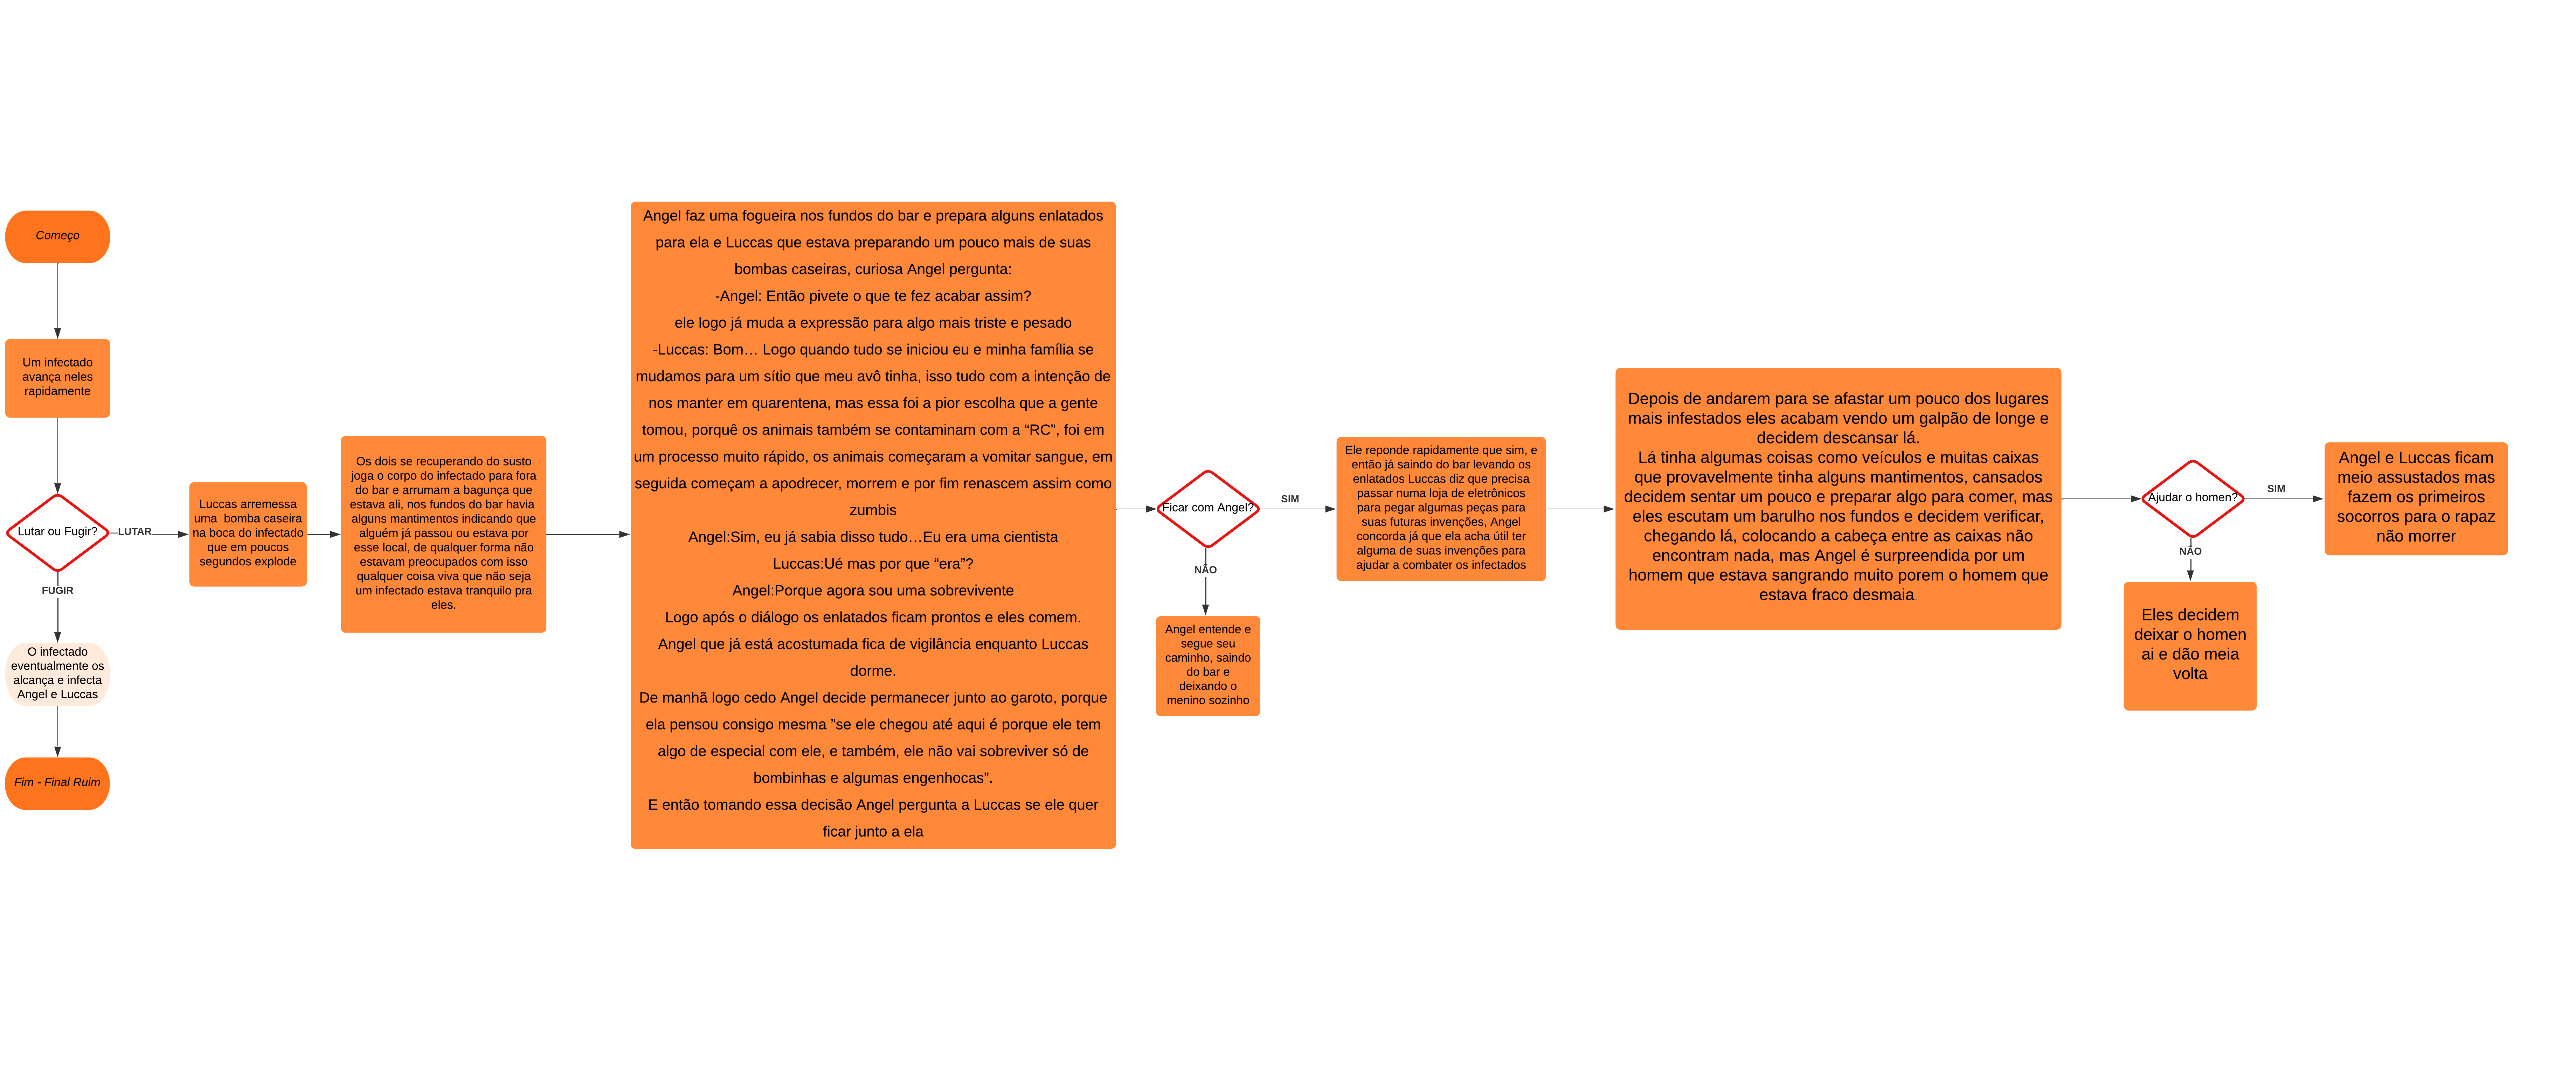 Começo
Um infectado
avança neles
rapidamente
Lutar ou Fugir?
LUTAR
FUGIR
O infectado
eventualmente os
alcança e infecta
Angel e Luccas
Fim - Final Ruim
Luccas arremessa
uma bomba caseira
na boca do infectado
que em poucos
segundos explode
Os dois se recuperando do susto
joga o corpo do infectado para fora
do bar e arrumam a bagunça que
estava ali, nos fundos do bar havia
alguns mantimentos indicando que
alguém já passou ou estava por
esse local, de qualquer forma não
estavam preocupados com isso
qualquer coisa viva que não seja
um infectado estava tranquilo pra
eles.
Angel faz uma fogueira nos fundos do bar e prepara alguns enlatados
para ela e Luccas que estava preparando um pouco mais de suas
bombas caseiras, curiosa Angel pergunta:
-Angel: Então pivete o que te fez acabar assim?
ele logo já muda a expressão para algo mais triste e pesado
-Luccas: Bom… Logo quando tudo se iniciou eu e minha família se
mudamos para um sítio que meu avô tinha, isso tudo com a intenção de
nos manter em quarentena, mas essa foi a pior escolha que a gente
tomou, porquê os animais também se contaminam com a “RC”, foi em
um processo muito rápido, os animais começaram a vomitar sangue, em
seguida começam a apodrecer, morrem e por fim renascem assim como
zumbis
Angel:Sim, eu já sabia disso tudo…Eu era uma cientista
Luccas:Ué mas por que “era”?
Angel:Porque agora sou uma sobrevivente
Logo após o diálogo os enlatados ficam prontos e eles comem.
Angel que já está acostumada fica de vigilância enquanto Luccas
dorme.
De manhã logo cedo Angel decide permanecer junto ao garoto, porque
ela pensou consigo mesma ”se ele chegou até aqui é porque ele tem
algo de especial com ele, e também, ele não vai sobreviver só de
bombinhas e algumas engenhocas”.
E então tomando essa decisão Angel pergunta a Luccas se ele quer
ficar junto a ela
Ficar com Angel?
SIM
NÃO
Angel entende e
segue seu
caminho, saindo
do bar e
deixando o
menino sozinho
Ele reponde rapidamente que sim, e
então já saindo do bar levando os
enlatados Luccas diz que precisa
passar numa loja de eletrônicos
para pegar algumas peças para
suas futuras invenções, Angel
concorda já que ela acha útil ter
alguma de suas invenções para
ajudar a combater os infectados
Depois de andarem para se afastar um pouco dos lugares
mais infestados eles acabam vendo um galpão de longe e
decidem descansar lá.
Lá tinha algumas coisas como veículos e muitas caixas
que provavelmente tinha alguns mantimentos, cansados
decidem sentar um pouco e preparar algo para comer, mas
eles escutam um barulho nos fundos e decidem verificar,
chegando lá, colocando a cabeça entre as caixas não
encontram nada, mas Angel é surpreendida por um
homem que estava sangrando muito porem o homem que
estava fraco desmaia
Ajudar o homen?
SIM
NÃO
Eles decidem
deixar o homen
ai e dão meia
volta
Angel e Luccas ficam
meio assustados mas
fazem os primeiros
socorros para o rapaz
não morrer